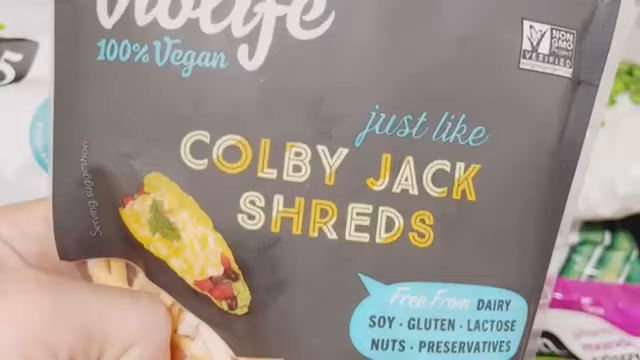 violife
100% Vegan
NON
GMO
Project
VERIFIED
5
just like
COLBY JACK
SHREDS
Serving suggestion
Free From DAIRY
SOY · GLUTEN · LACTOSE
NUTS · PRESERVATIVES